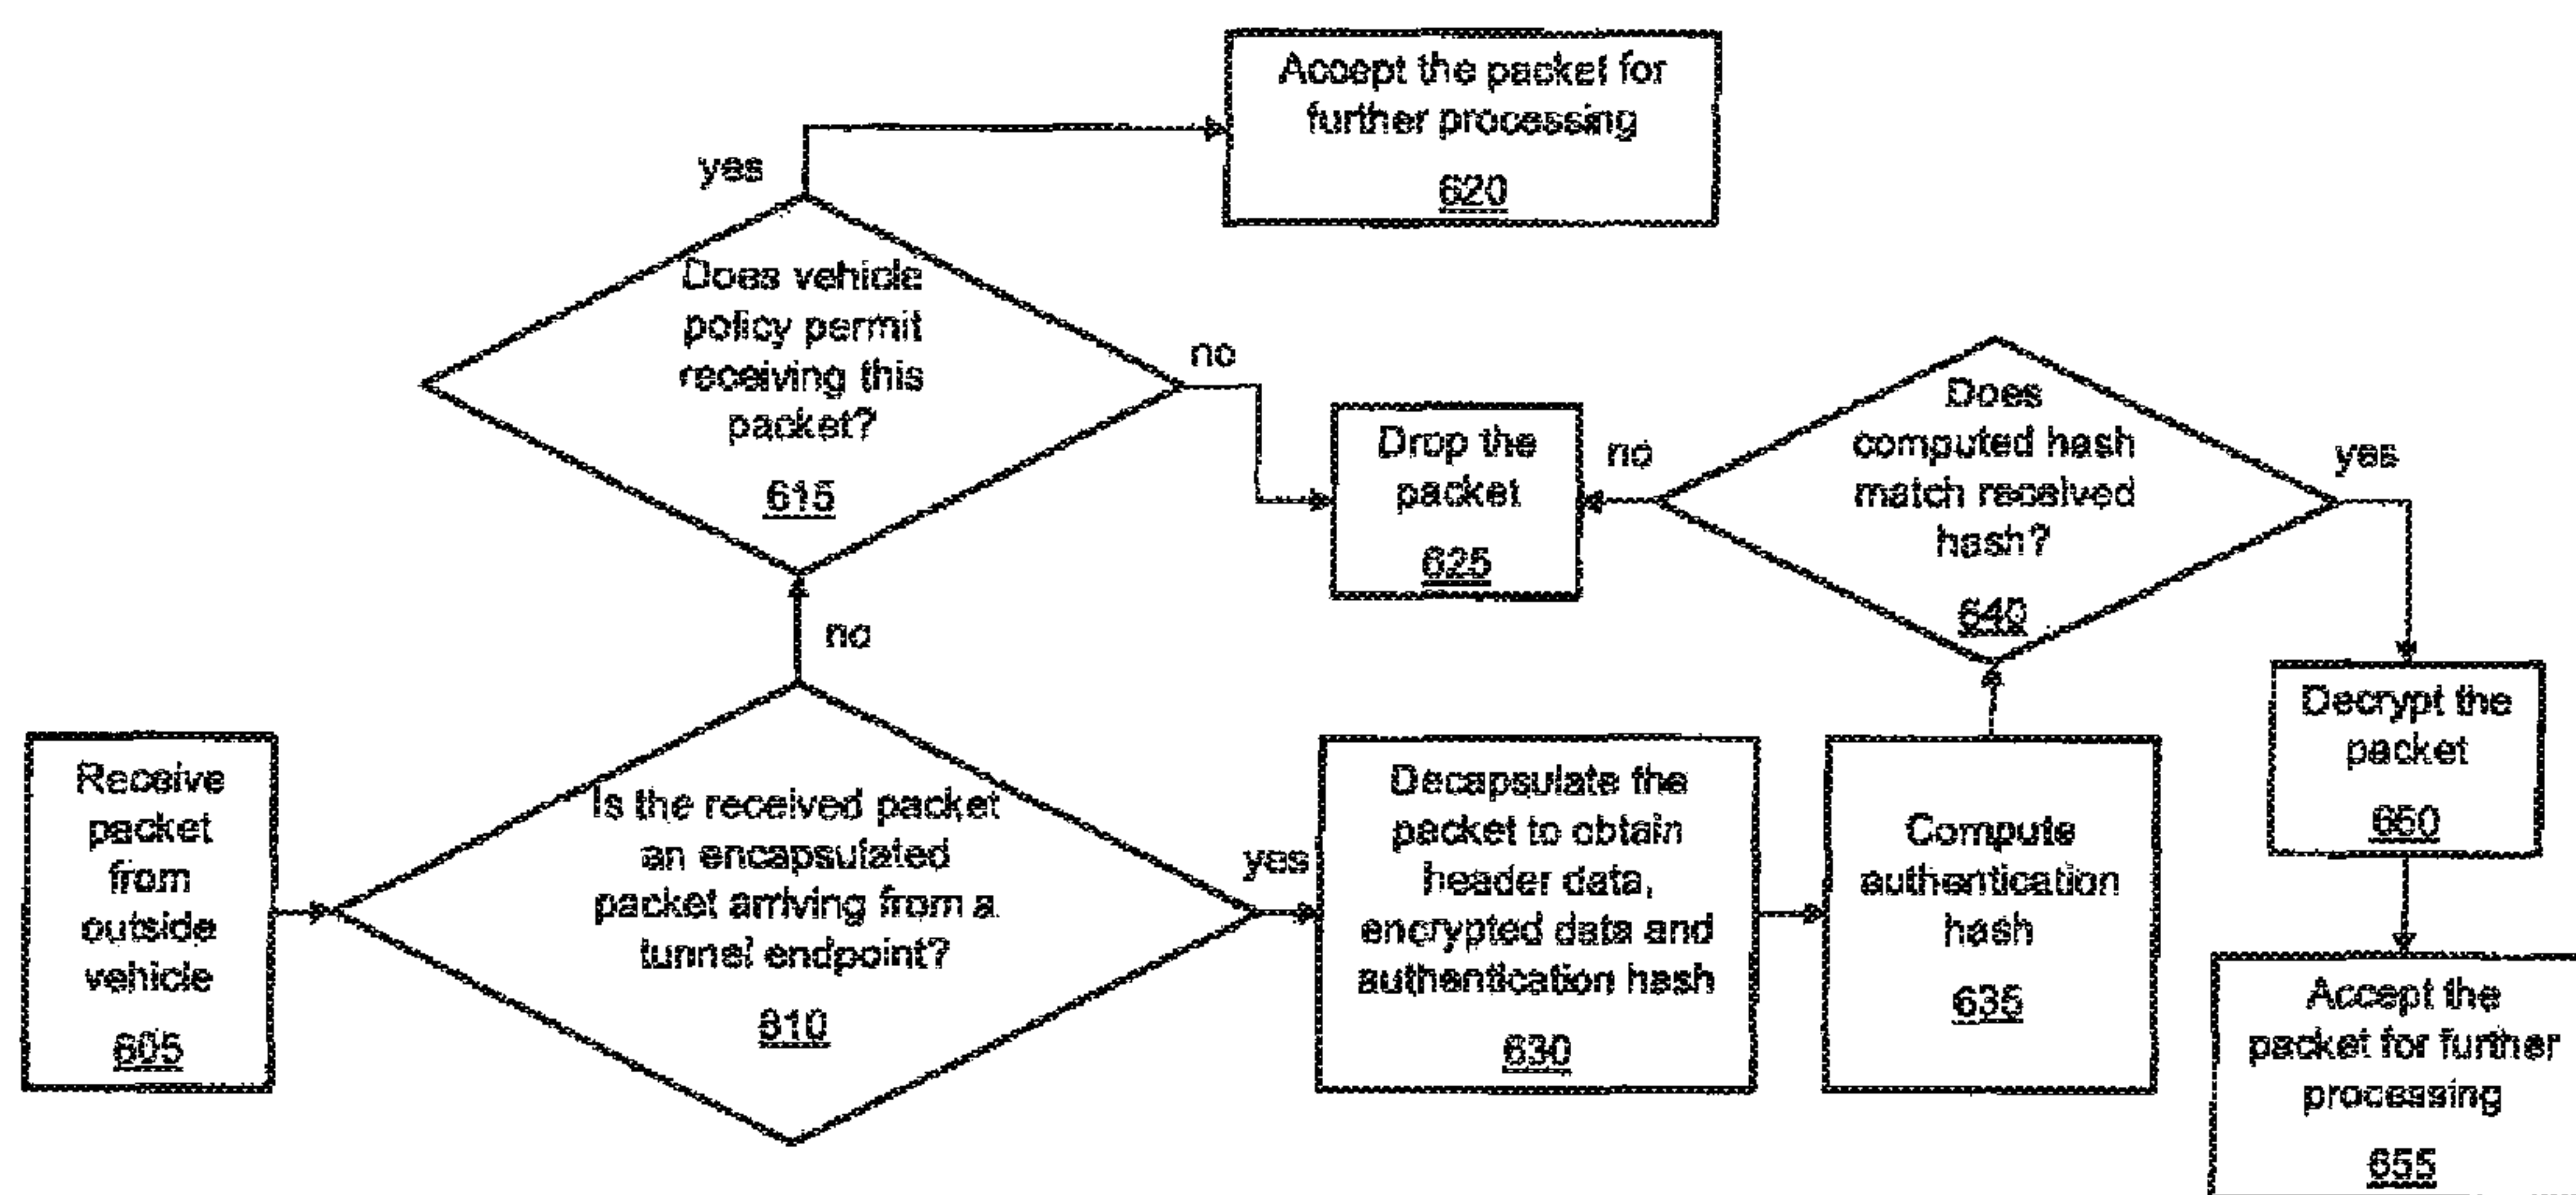 Accept the packet for
further processing
620
yes
Does vehicle
policy permit
receiving this
packet?
615
no
Drop the
packet
625
no
Does
computed hash
match received
hash?
640
yes
no
Receive
packet
from
outside
vehicle
605
Is the received packet
an encapsulated
packet arriving from a
tunnel endpoint?
610
yes
Decapsulate the
packet to obtain
header data,
encrypted data and
authentication hash
630
Compute
authentication
hash
635
Decrypt the
packet
650
Accept the
packet for further
processing
655